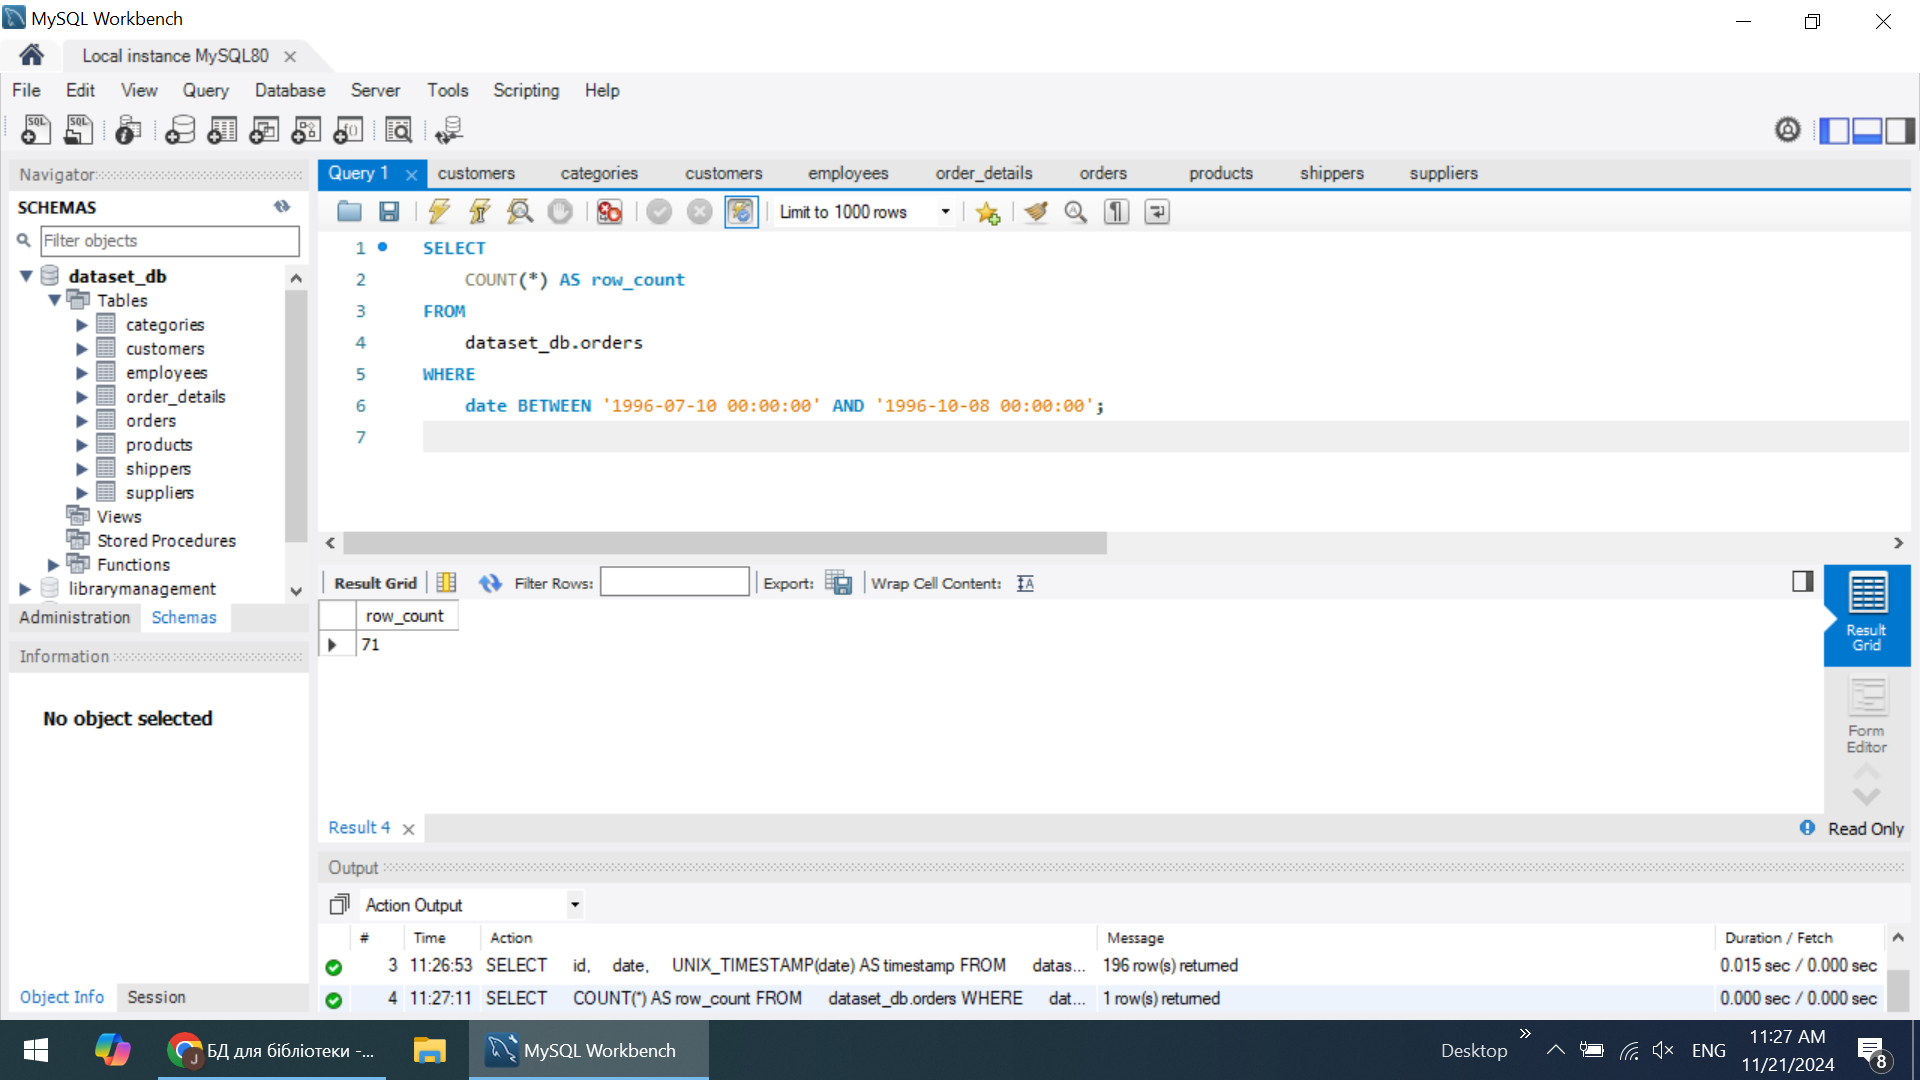 MySQL Workbench
Local instance MySQL80
File Edit View Query Database Server Tools Scripting Help
Navigator
SCHEMAS
Filter objects
dataset_db
Tables
categories
customers
employees
order_details
orders
products
shippers
suppliers
Views
Stored Procedures
Functions
librarymanagement
Administration Schemas
Information
No object selected
Object Info Session
Query 1 customers categories customers employees order_details orders products shippers suppliers
Limit to 1000 rows
1 SELECT
2 COUNT(*) AS row_count
3 FROM
4 dataset_db.orders
5 WHERE
6 date BETWEEN '1996-07-10 00:00:00' AND '1996-10-08 00:00:00';
7
Result Grid Filter Rows: Export: Wrap Cell Content:
row_count
71
Result Grid
Form Editor
Result 4
Read Only
Output
Action Output
# Time Action Message Duration / Fetch
3 11:26:53 SELECT id, date, UNIX_TIMESTAMP(date) AS timestamp FROM datas... 196 row(s) returned 0.015 sec / 0.000 sec
4 11:27:11 SELECT COUNT(*) AS row_count FROM dataset_db.orders WHERE dat... 1 row(s) returned 0.000 sec / 0.000 sec
БД для бібліотеки -...
MySQL Workbench
Desktop
ENG
11:27 AM
11/21/2024
8